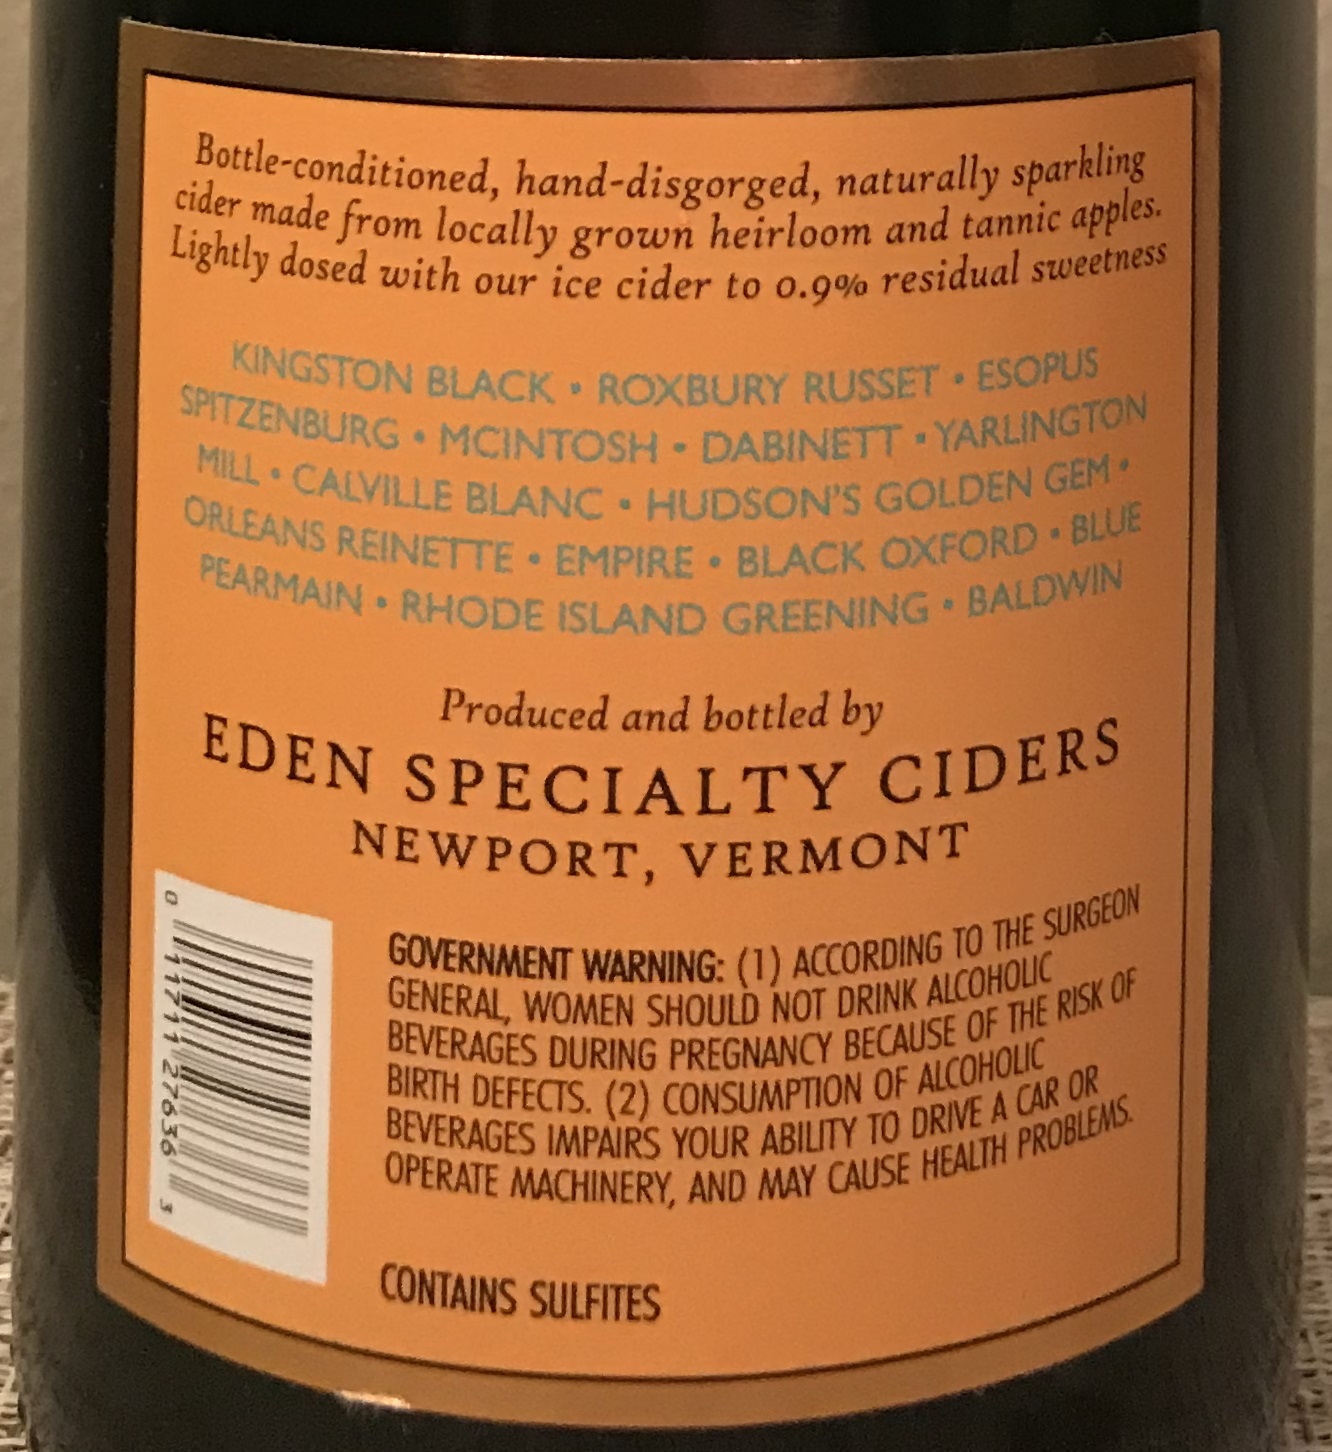 Bottle-conditioned, hand-disgorged, naturally sparkling
cider made from locally grown heirloom and tannic apples.
Lightly dosed with our ice cider to 0.9% residual sweetness
KINGSTON BLACK • ROXBURY RUSSET • ESOPUS
SPITZENBURG • MCINTOSH • DABINETT • YARLINGTON
MILL • CALVILLE BLANC • HUDSON'S GOLDEN GEM •
ORLEANS REINETTE • EMPIRE • BLACK OXFORD • BLUE
PEARMAIN • RHODE ISLAND GREENING • BALDWIN
Produced and bottled by
EDEN SPECIALTY CIDERS
NEWPORT, VERMONT
0 11711 27636 3
GOVERNMENT WARNING: (1) ACCORDING TO THE SURGEON
GENERAL, WOMEN SHOULD NOT DRINK ALCOHOLIC
BEVERAGES DURING PREGNANCY BECAUSE OF THE RISK OF
BIRTH DEFECTS. (2) CONSUMPTION OF ALCOHOLIC
BEVERAGES IMPAIRS YOUR ABILITY TO DRIVE A CAR OR
OPERATE MACHINERY, AND MAY CAUSE HEALTH PROBLEMS.
CONTAINS SULFITES